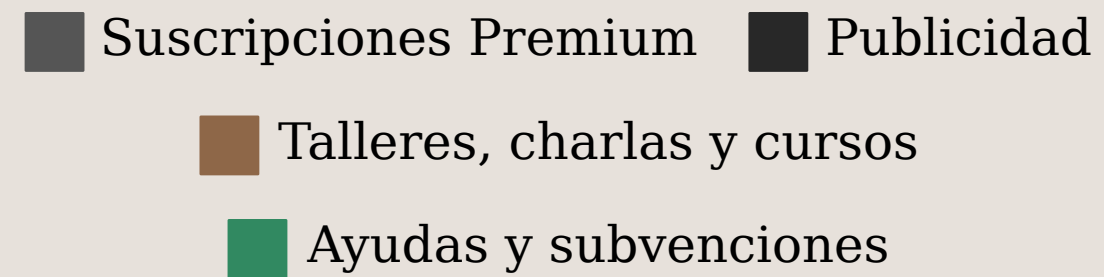 Suscripciones Premium Publicidad
Talleres, charlas y cursos
Ayudas y subvenciones